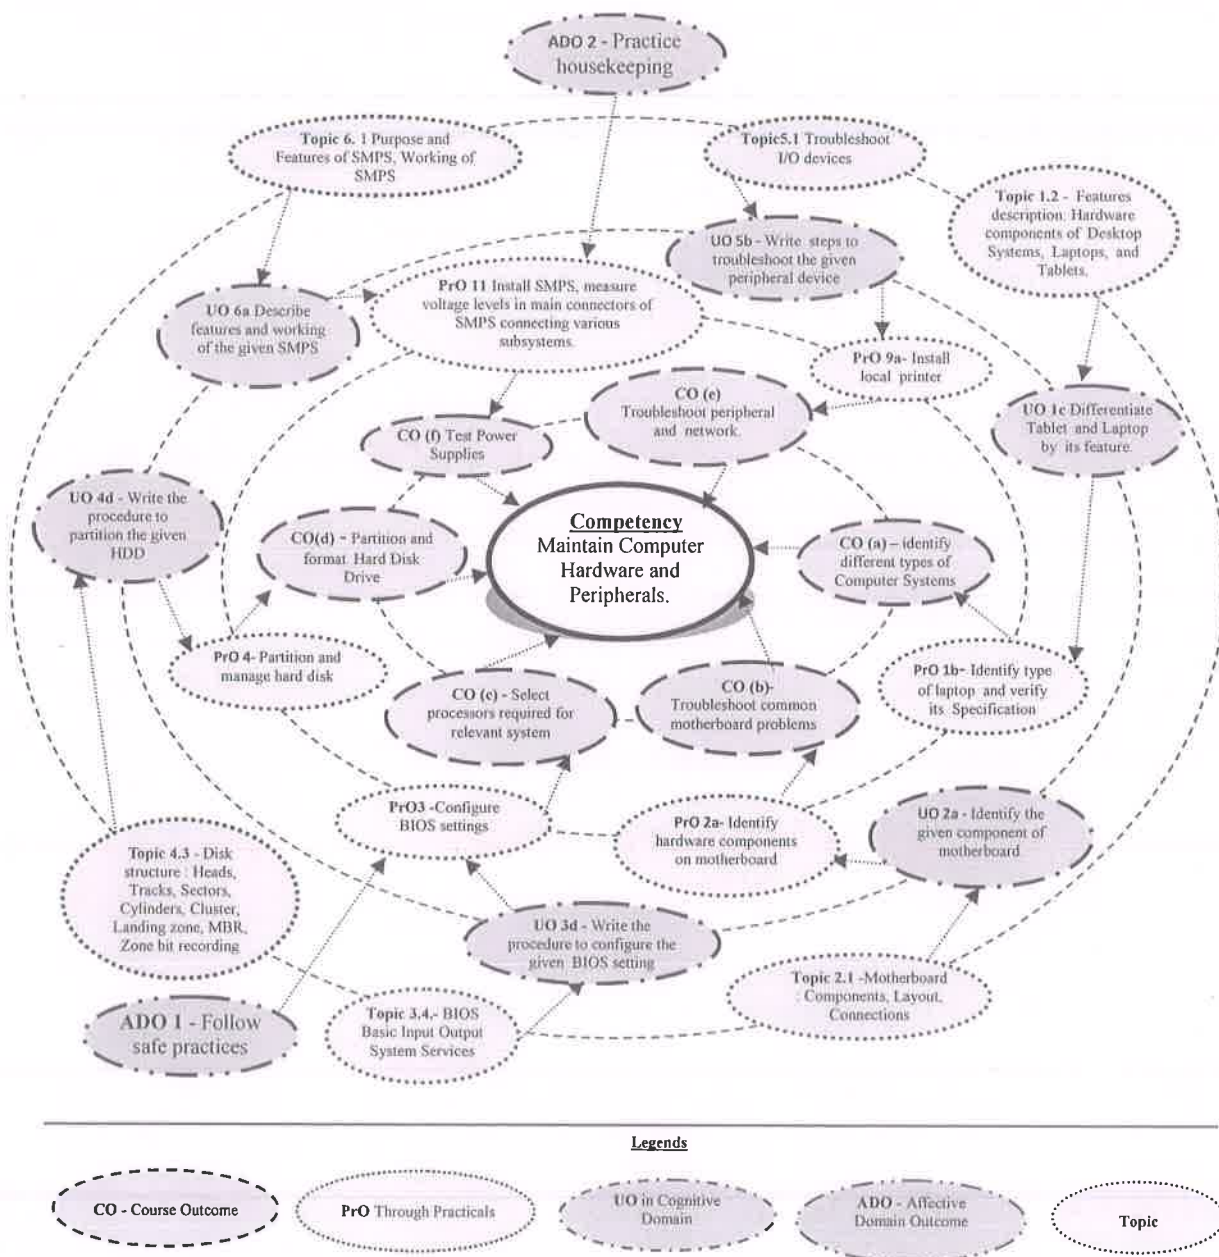 ADO 2 - Practice
housekeeping
Topic 6. 1 Purpose and
Features of SMPS, Working of
SMPS
Topic5.1 Troubleshoot
I/O devices
Topic 1.2 - Features
description, Hardware
components of Desktop
Systems, Laptops, and
Tablets.
UO 5b - Write steps to
troubleshoot the given
peripheral device
PrO 11 Install SMPS, measure
voltage levels in main connectors of
SMPS connecting various
subsystems.
UO 6a Describe
features and working
of the given SMPS
PrO 9a- Install
local printer
CO (e)
Troubleshoot peripheral
and network.
UO 1c Differentiate
Tablet and Laptop
by its feature.
CO (f) Test Power
Supplies
UO 4d - Write the
procedure to
partition the given
HDD
CO(d) - Partition and
format Hard Disk
Drive
Competency
Maintain Computer
Hardware and
Peripherals.
CO (a) – identify
different types of
Computer Systems
PrO 4- Partition and
manage hard disk
CO (c) - Select
processors required for
relevant system
CO (b)-
Troubleshoot common
motherboard problems
PrO 1b- Identify type
of laptop and verify
its Specification
PrO3 -Configure
BIOS settings
PrO 2a- Identify
hardware components
on motherboard
UO 2a - Identify the
given component of
motherboard
Topic 4.3 - Disk
structure : Heads,
Tracks, Sectors,
Cylinders, Cluster,
Landing zone, MBR,
Zone bit recording
UO 3d - Write the
procedure to configure the
given BIOS setting
Topic 2.1 -Motherboard
: Components, Layout,
Connections
ADO 1 - Follow
safe practices
Topic 3,4,- BIOS
Basic Input Output
System Services
Legends
CO - Course Outcome
PrO Through Practicals
UO in Cognitive
Domain
ADO - Affective
Domain Outcome
Topic